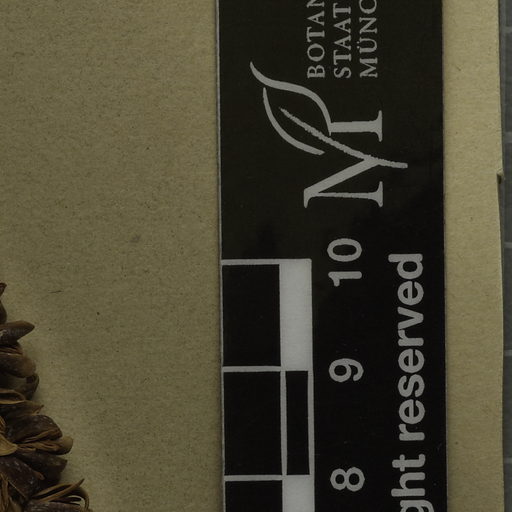 BOTAN
STAAT
MÜNC
M
10
9
8
ght reserved